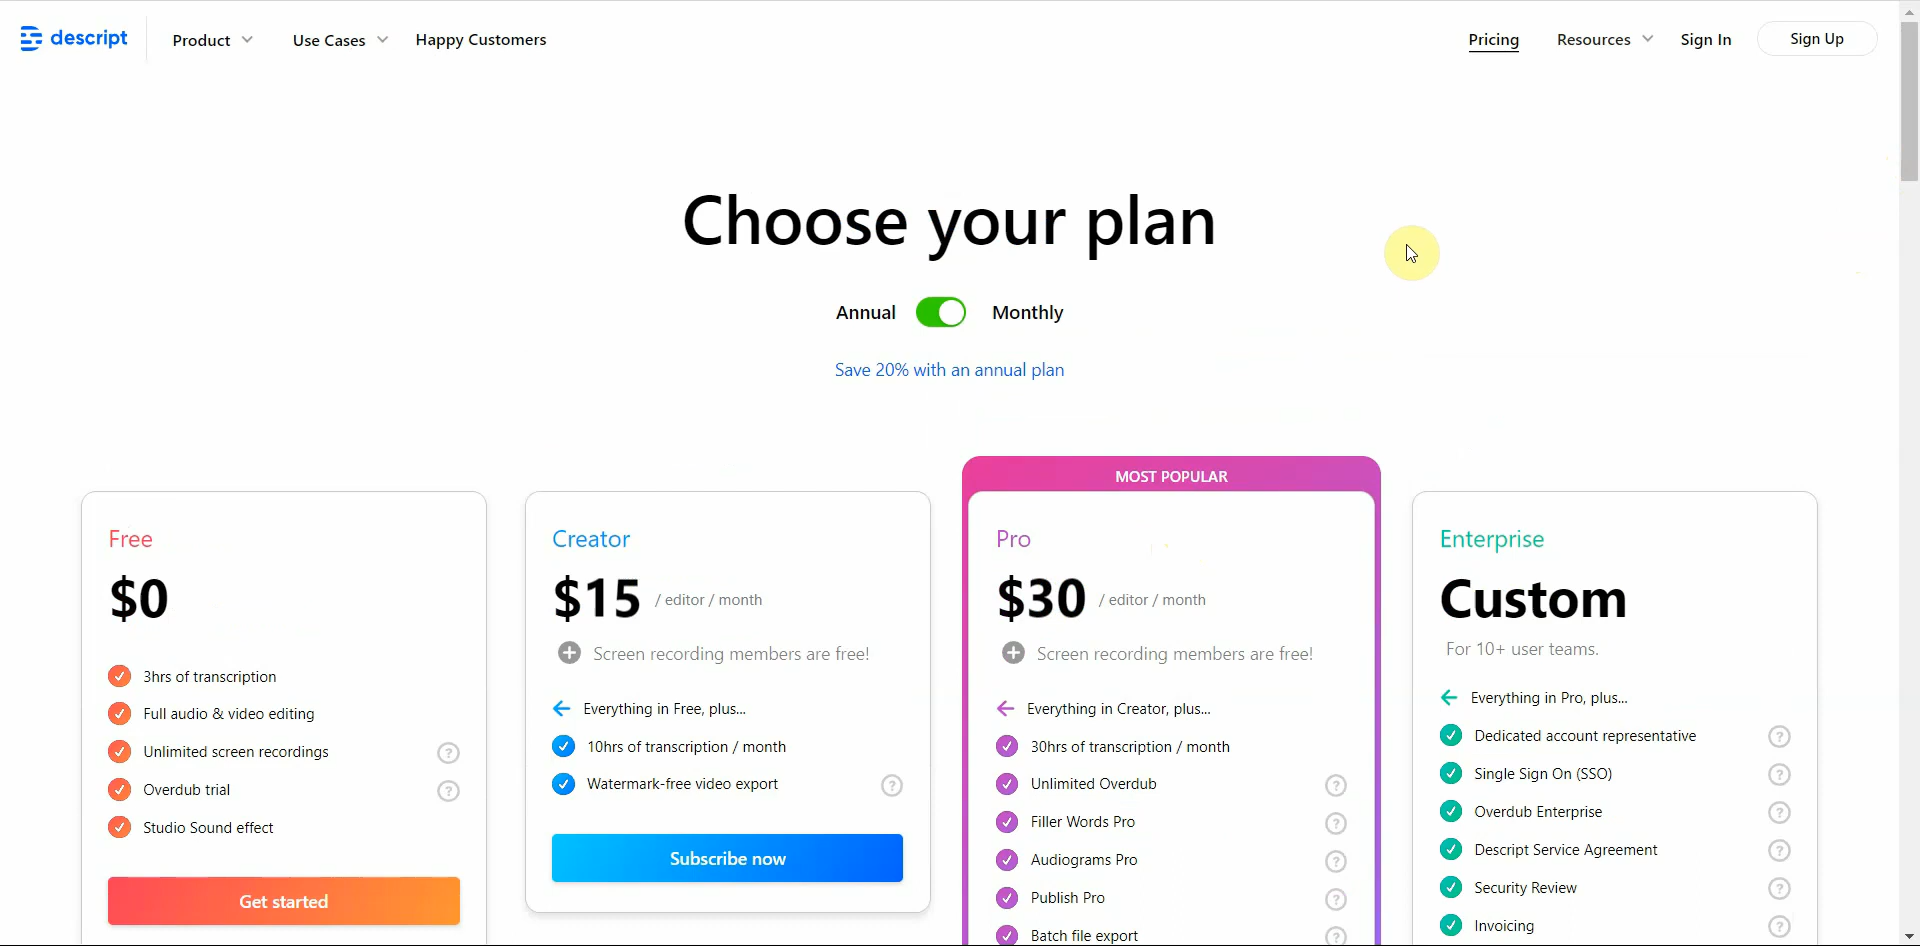 descript Product Use Cases Happy Customers Pricing Resources Sign In Sign Up
Choose your plan
Annual Monthly
Save 20% with an annual plan
Free
$0
3hrs of transcription
Full audio & video editing
Unlimited screen recordings ?
Overdub trial ?
Studio Sound effect
Get started
Creator
$15 / editor / month
Screen recording members are free!
Everything in Free, plus...
10hrs of transcription / month
Watermark-free video export ?
Subscribe now
MOST POPULAR
Pro
$30 / editor / month
Screen recording members are free!
Everything in Creator, plus...
30hrs of transcription / month
Unlimited Overdub ?
Filler Words Pro ?
Audiograms Pro ?
Publish Pro ?
Batch file export ?
Enterprise
Custom
For 10+ user teams.
Everything in Pro, plus...
Dedicated account representative ?
Single Sign On (SSO) ?
Overdub Enterprise ?
Descript Service Agreement ?
Security Review ?
Invoicing ?